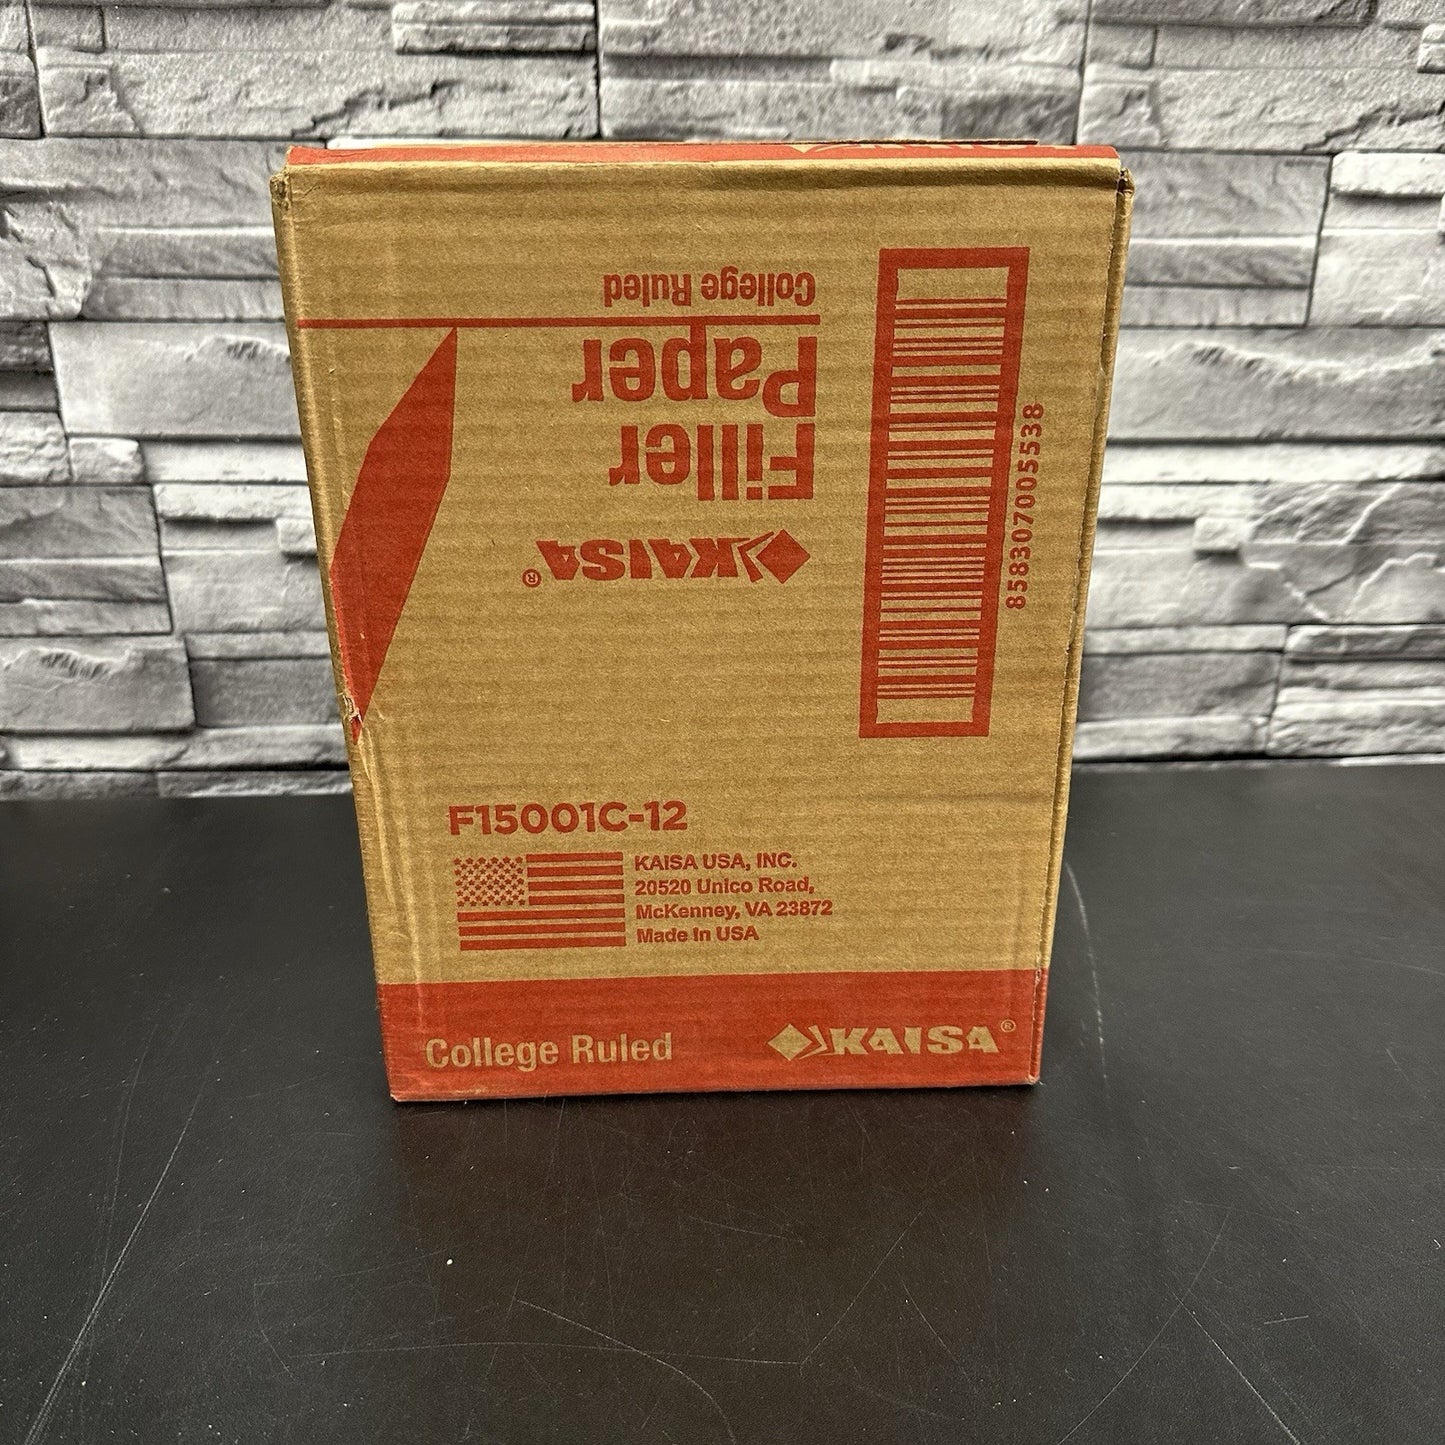 College Ruled
Filler
Paper
KAISA®
858307005538
F15001C-12
KAISA USA, INC.
20520 Unico Road,
McKenney, VA 23872
Made In USA
College Ruled
KAISA®